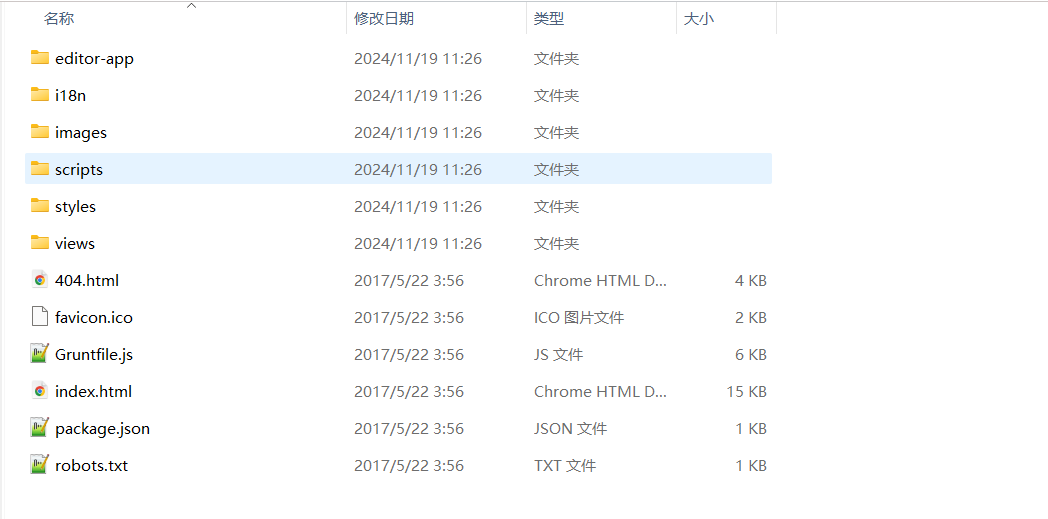 名称 修改日期 类型 大小
editor-app 2024/11/19 11:26 文件夹
i18n 2024/11/19 11:26 文件夹
images 2024/11/19 11:26 文件夹
scripts 2024/11/19 11:26 文件夹
styles 2024/11/19 11:26 文件夹
views 2024/11/19 11:26 文件夹
404.html 2017/5/22 3:56 Chrome HTML D... 4 KB
favicon.ico 2017/5/22 3:56 ICO 图片文件 2 KB
Gruntfile.js 2017/5/22 3:56 JS 文件 6 KB
index.html 2017/5/22 3:56 Chrome HTML D... 15 KB
package.json 2017/5/22 3:56 JSON 文件 1 KB
robots.txt 2017/5/22 3:56 TXT 文件 1 KB